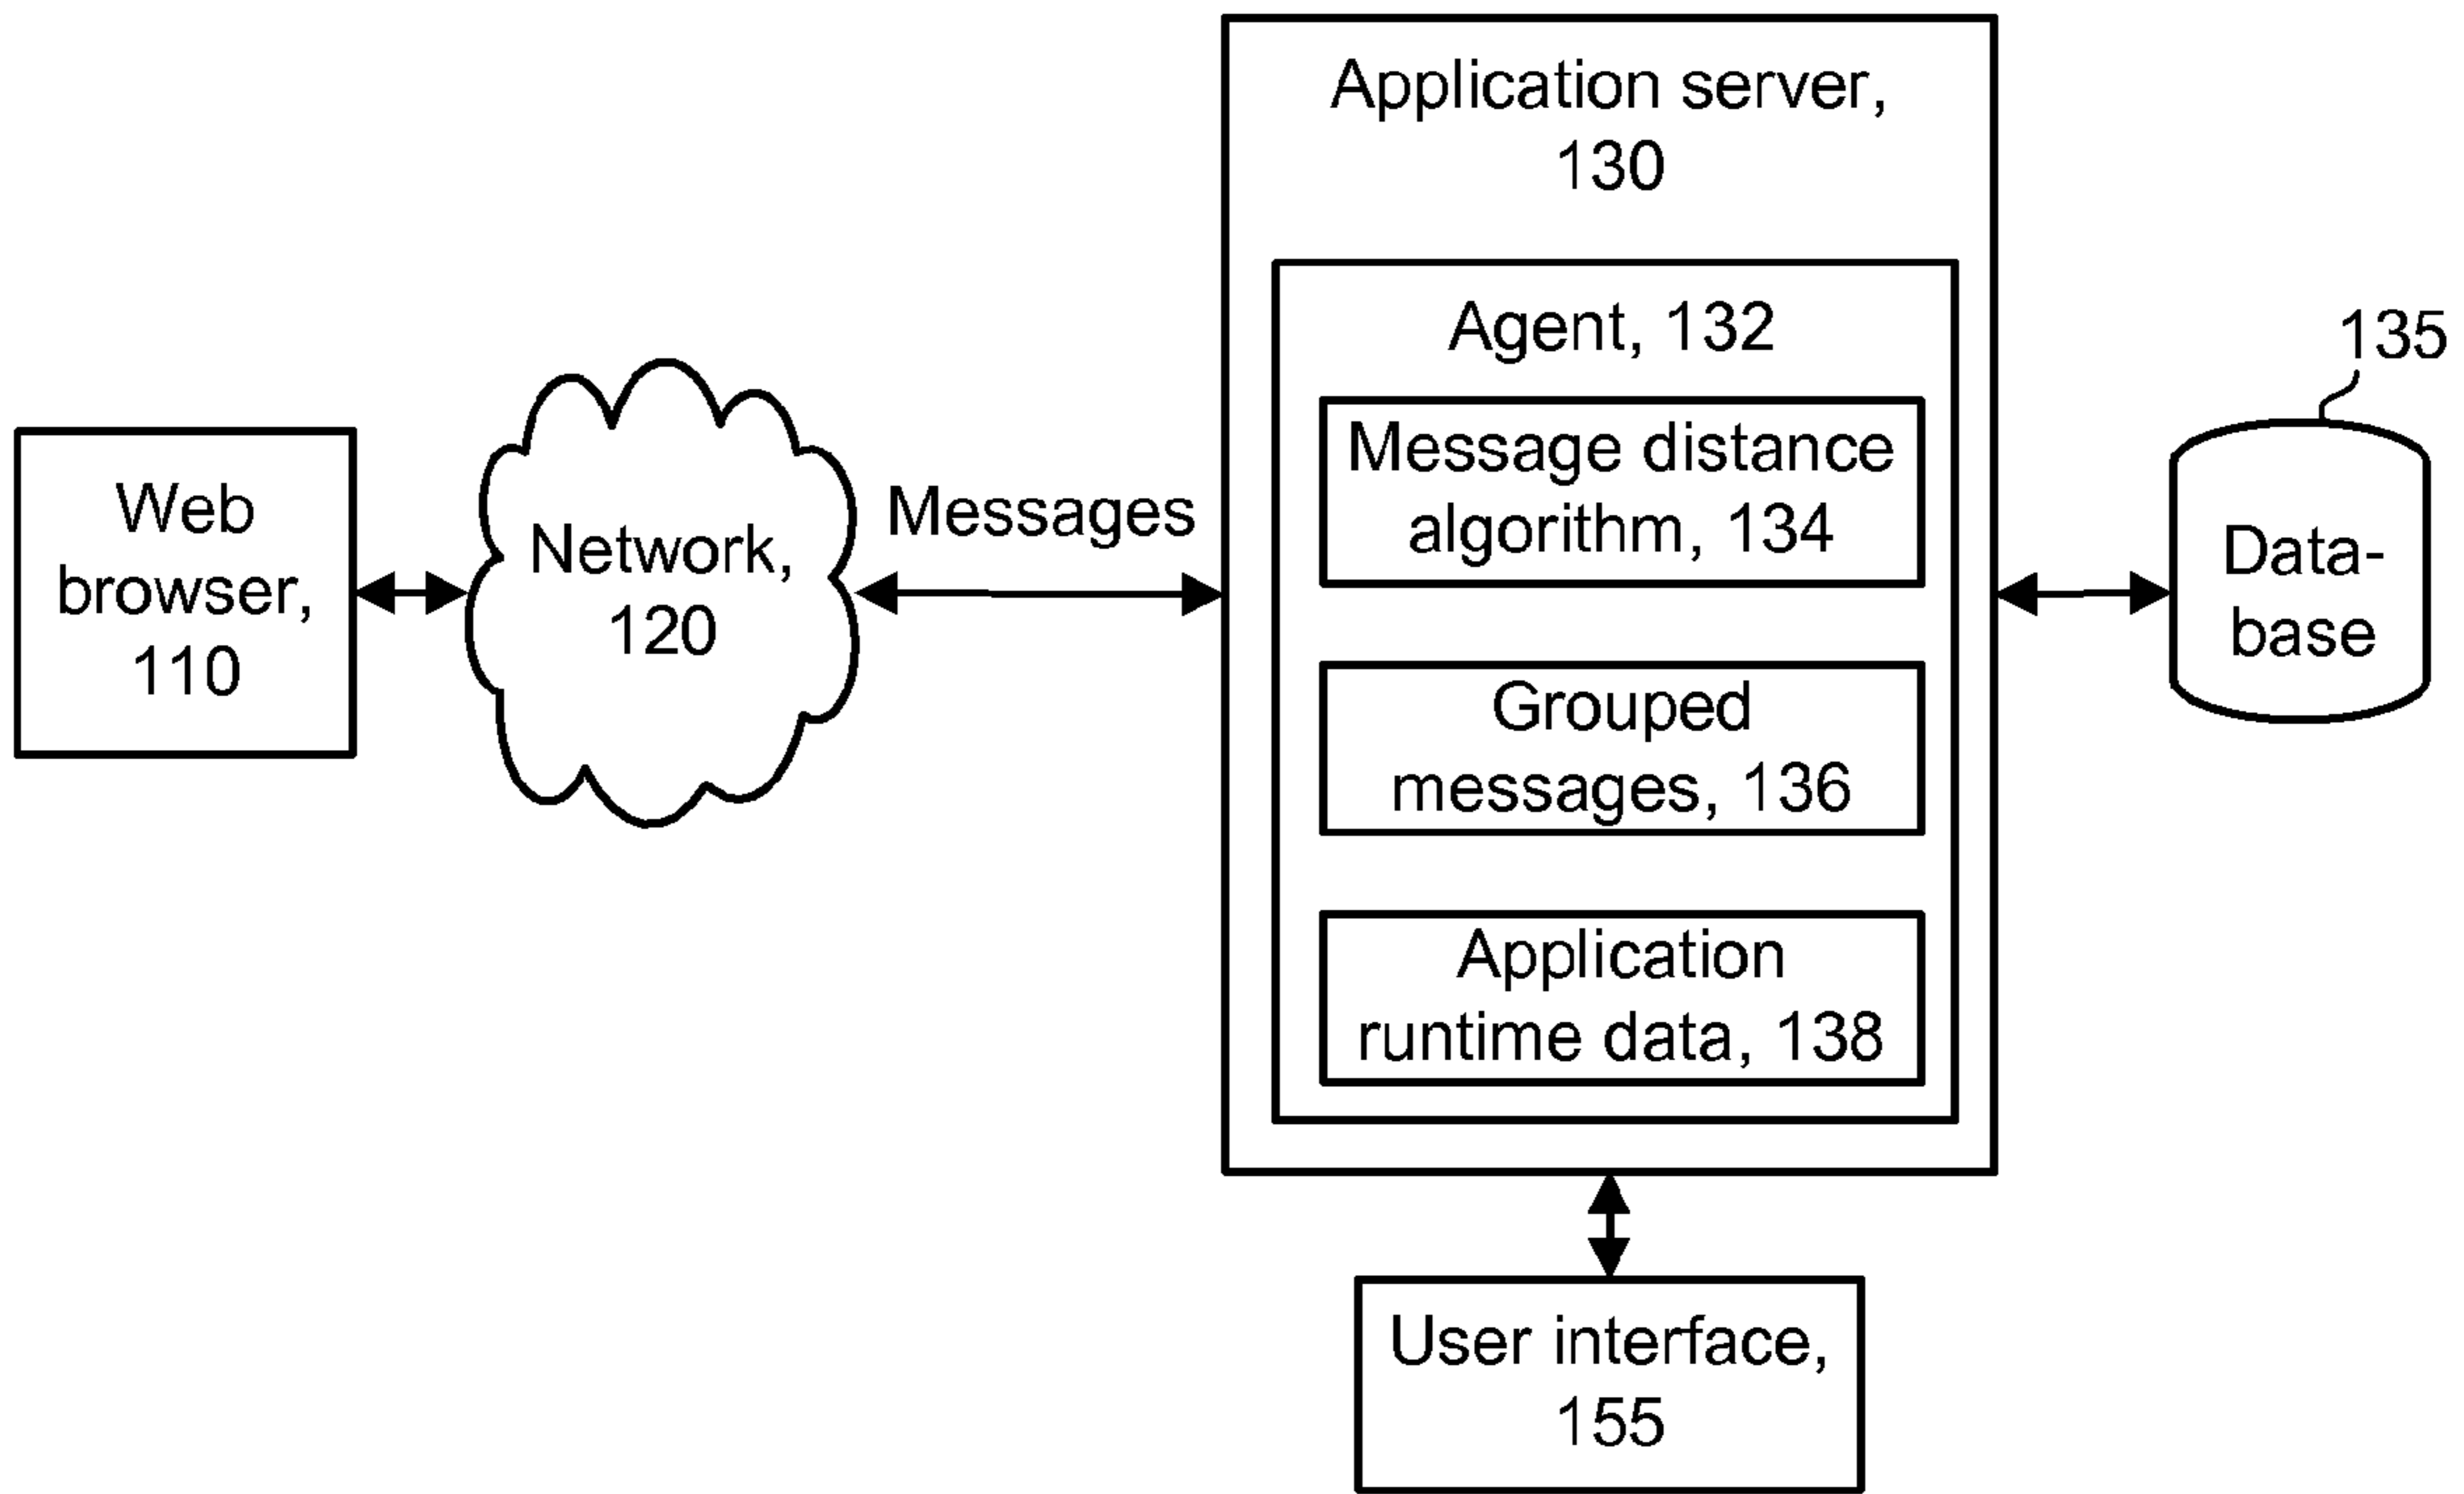 Application server,
130
Agent, 132
135
Message distance
algorithm, 134
Web
browser,
110
Network,
120
Messages
Data-
base
Grouped
messages, 136
Application
runtime data, 138
User interface,
155